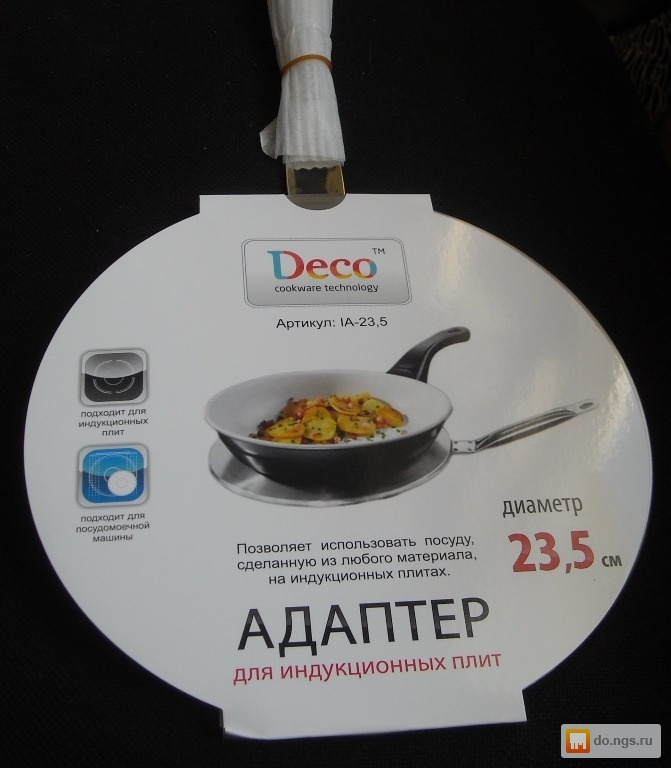 Deco™
cookware technology
Артикул: IA-23,5
подходит для
индукционных
плит
подходит для
посудомоечной
машины
диаметр
23,5 см
Позволяет использовать посуду,
сделанную из любого материала,
на индукционных плитах.
АДАПТЕР
для индукционных плит
do.ngs.ru